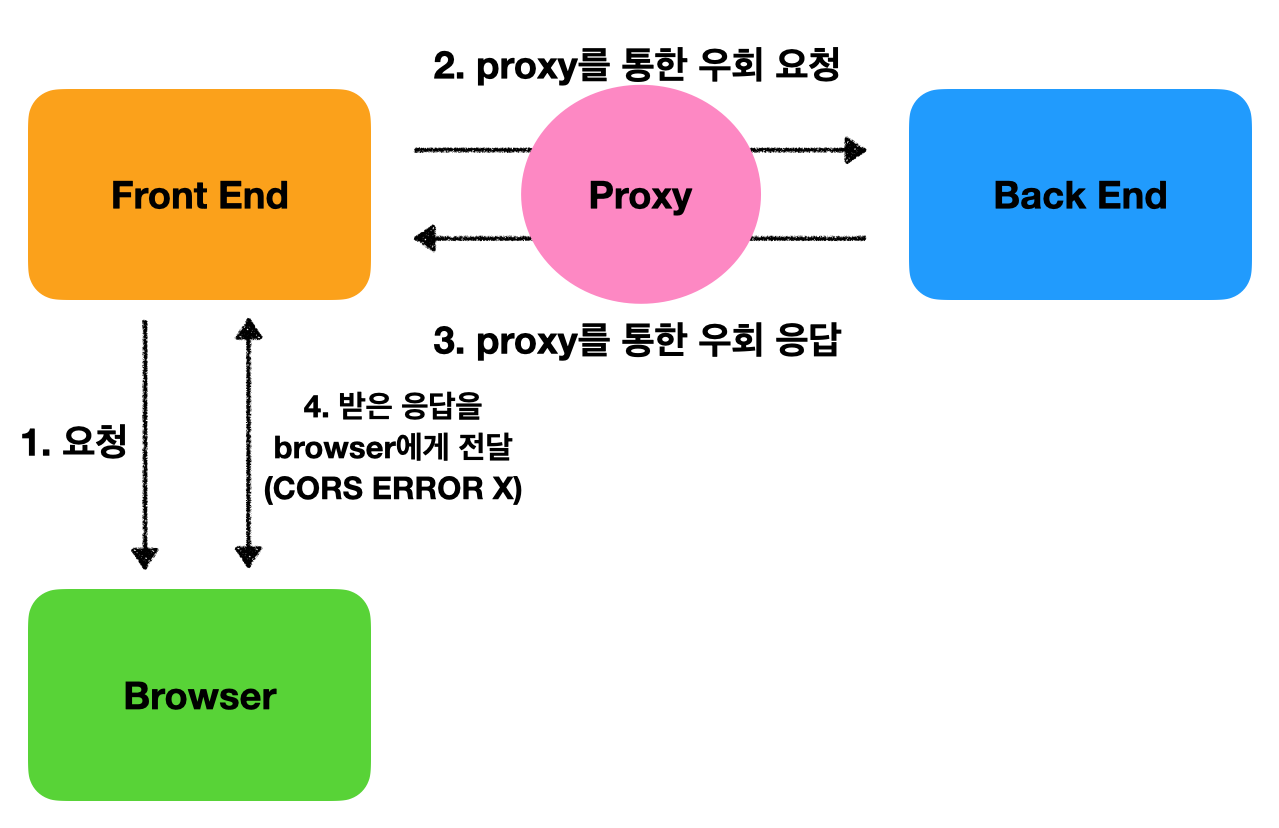 2. proxy를 통한 우회 요청
Front End
Proxy
Back End
3. proxy를 통한 우회 응답
1. 요청
4. 받은 응답을
browser에게 전달
(CORS ERROR X)
Browser